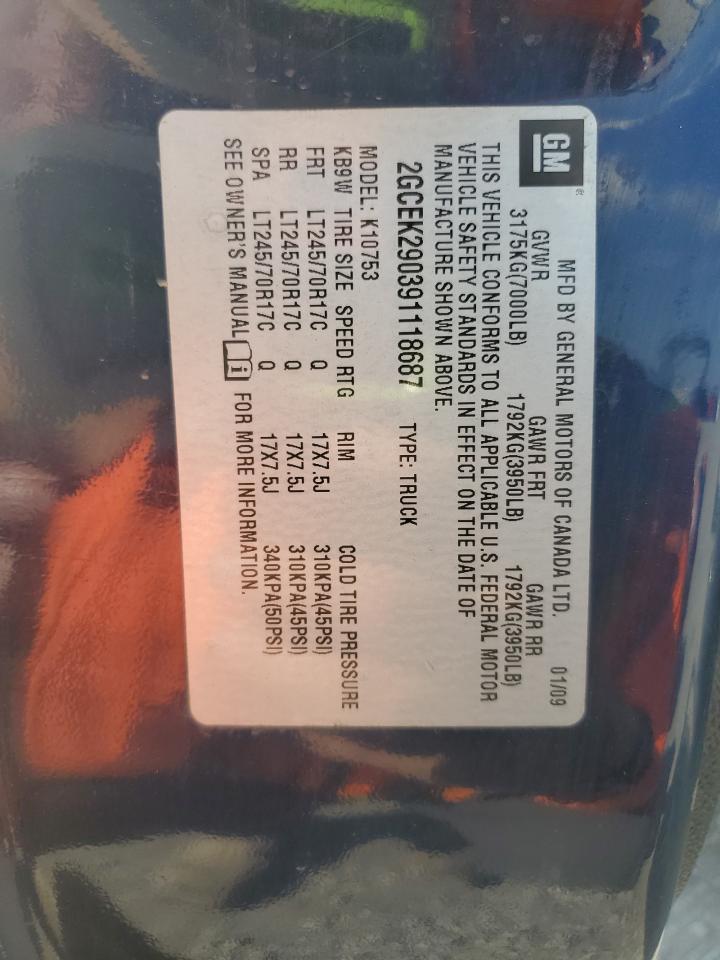 GM®
MFD BY GENERAL MOTORS OF CANADA LTD. 01/09
GVWR GAWR FRT GAWR RR
3175KG(7000LB) 1792KG(3950LB) 1792KG(3950LB)
THIS VEHICLE CONFORMS TO ALL APPLICABLE U.S. FEDERAL MOTOR
VEHICLE SAFETY STANDARDS IN EFFECT ON THE DATE OF
MANUFACTURE SHOWN ABOVE.
2GCEK290391118687 TYPE: TRUCK
MODEL: K10753
KB9W TIRE SIZE SPEED RTG RIM COLD TIRE PRESSURE
FRT LT245/70R17C Q 17X7.5J 310KPA(45PSI)
RR LT245/70R17C Q 17X7.5J 310KPA(45PSI)
SPA LT245/70R17C Q 17X7.5J 340KPA(50PSI)
SEE OWNER'S MANUAL i FOR MORE INFORMATION.